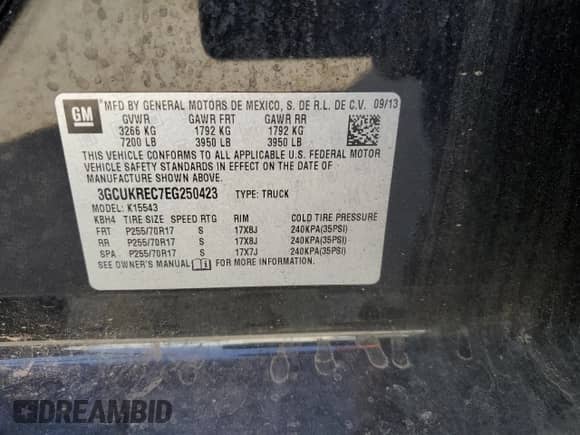 GM
MFD BY GENERAL MOTORS DE MEXICO, S. DE R.L. DE C.V. 09/13
GVWR GAWR FRT GAWR RR
3266 KG 1792 KG 1792 KG
7200 LB 3950 LB 3950 LB
THIS VEHICLE CONFORMS TO ALL APPLICABLE U.S. FEDERAL MOTOR
VEHICLE SAFETY STANDARDS IN EFFECT ON THE DATE OF
MANUFACTURE SHOWN ABOVE.
3GCUKREC7EG250423 TYPE: TRUCK
MODEL: K15543
KBH4 TIRE SIZE SPEED RTG RIM COLD TIRE PRESSURE
FRT P255/70R17 S 17X8J 240KPA(35PSI)
RR P255/70R17 S 17X8J 240KPA(35PSI)
SPA P255/70R17 S 17X7J 240KPA(35PSI)
SEE OWNER'S MANUAL FOR MORE INFORMATION.
DREAMBID